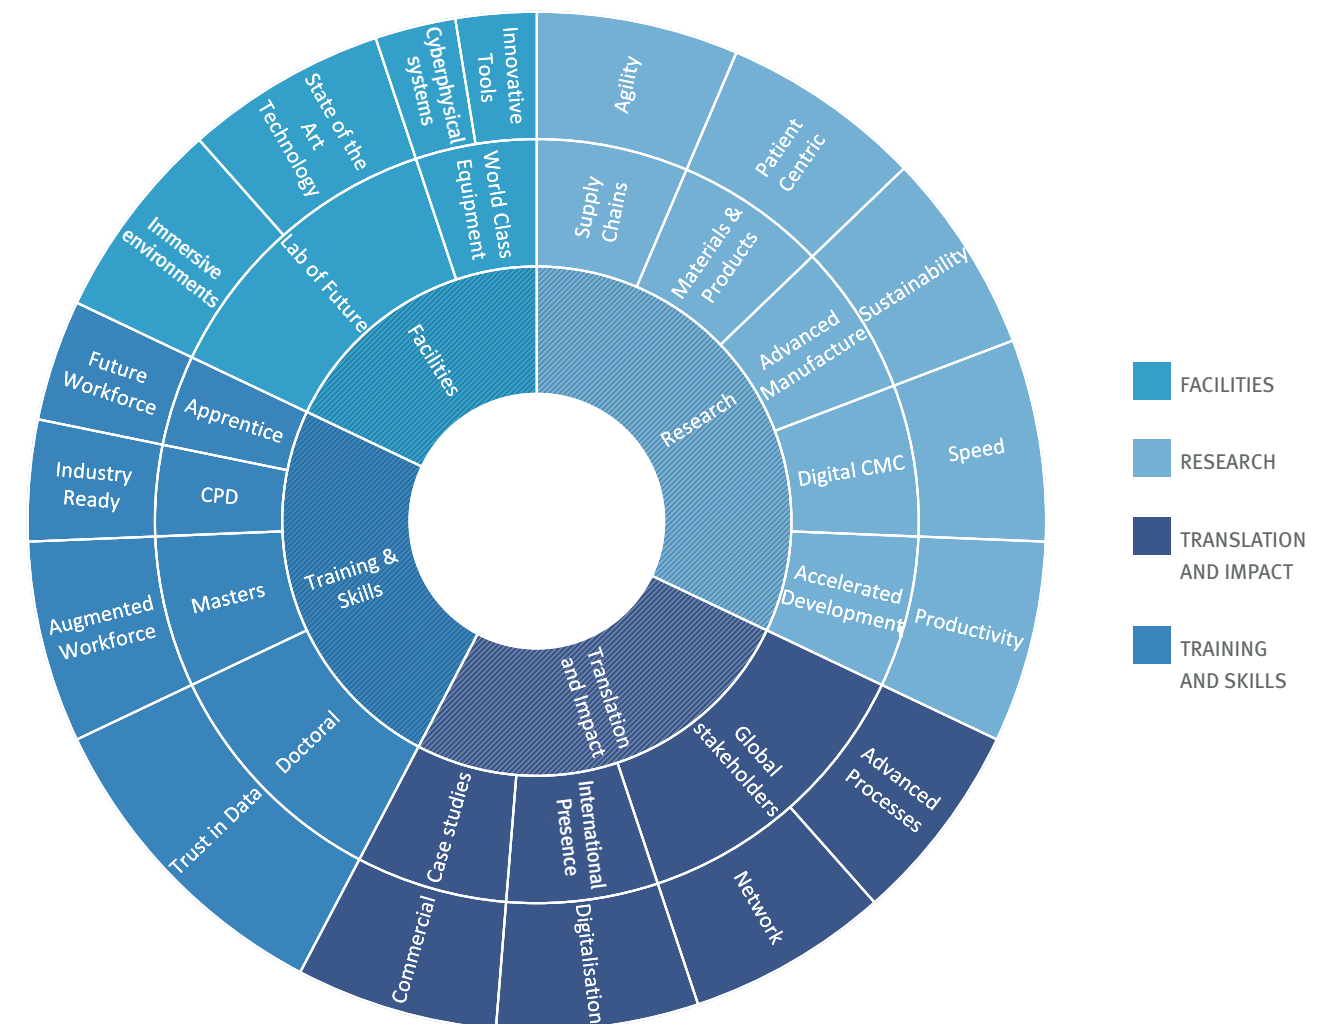 Innovative
Tools
Cyberphysical
systems
State of the
Art
Technology
Immersive
environments
World Class
Equipment
Lab of Future
Facilities
Agility
Patient
Centric
Sustainability
Speed
Productivity
Supply
Chains
Materials &
Products
Advanced
Manufacture
Digital CMC
Accelerated
Development
Research
Translation
and Impact
Global
stakeholders
International
Presence
Case studies
Advanced
Processes
Network
Digitalisation
Commercial
Training &
Skills
Apprentice
CPD
Masters
Doctoral
Future
Workforce
Industry
Ready
Augmented
Workforce
Trust in Data
FACILITIES
RESEARCH
TRANSLATION
AND IMPACT
TRAINING
AND SKILLS